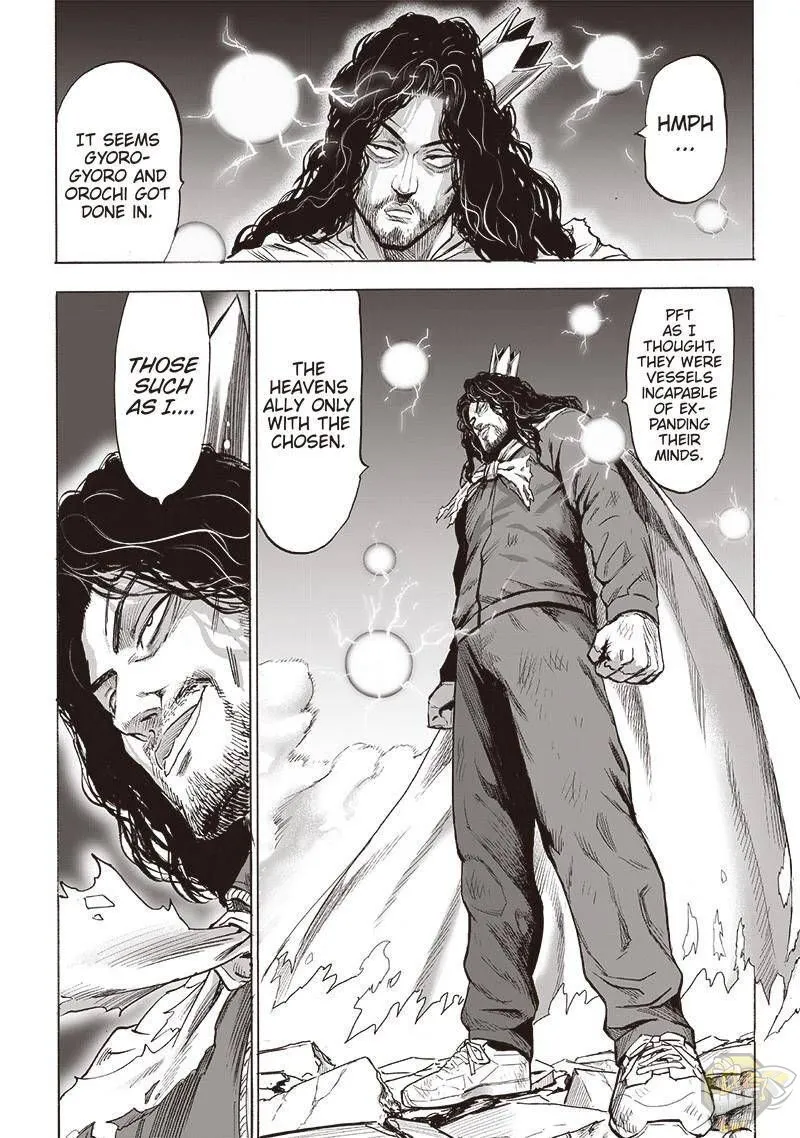 HMPH
...
IT SEEMS
GYORO-
GYORO AND
OROCHI GOT
DONE IN.
PFT
AS I
THOUGHT,
THEY WERE
VESSELS
INCAPABLE
OF EX-
PANDING
THEIR
MINDS.
THE
HEAVENS
ALLY ONLY
WITH THE
CHOSEN.
THOSE
SUCH
AS I....